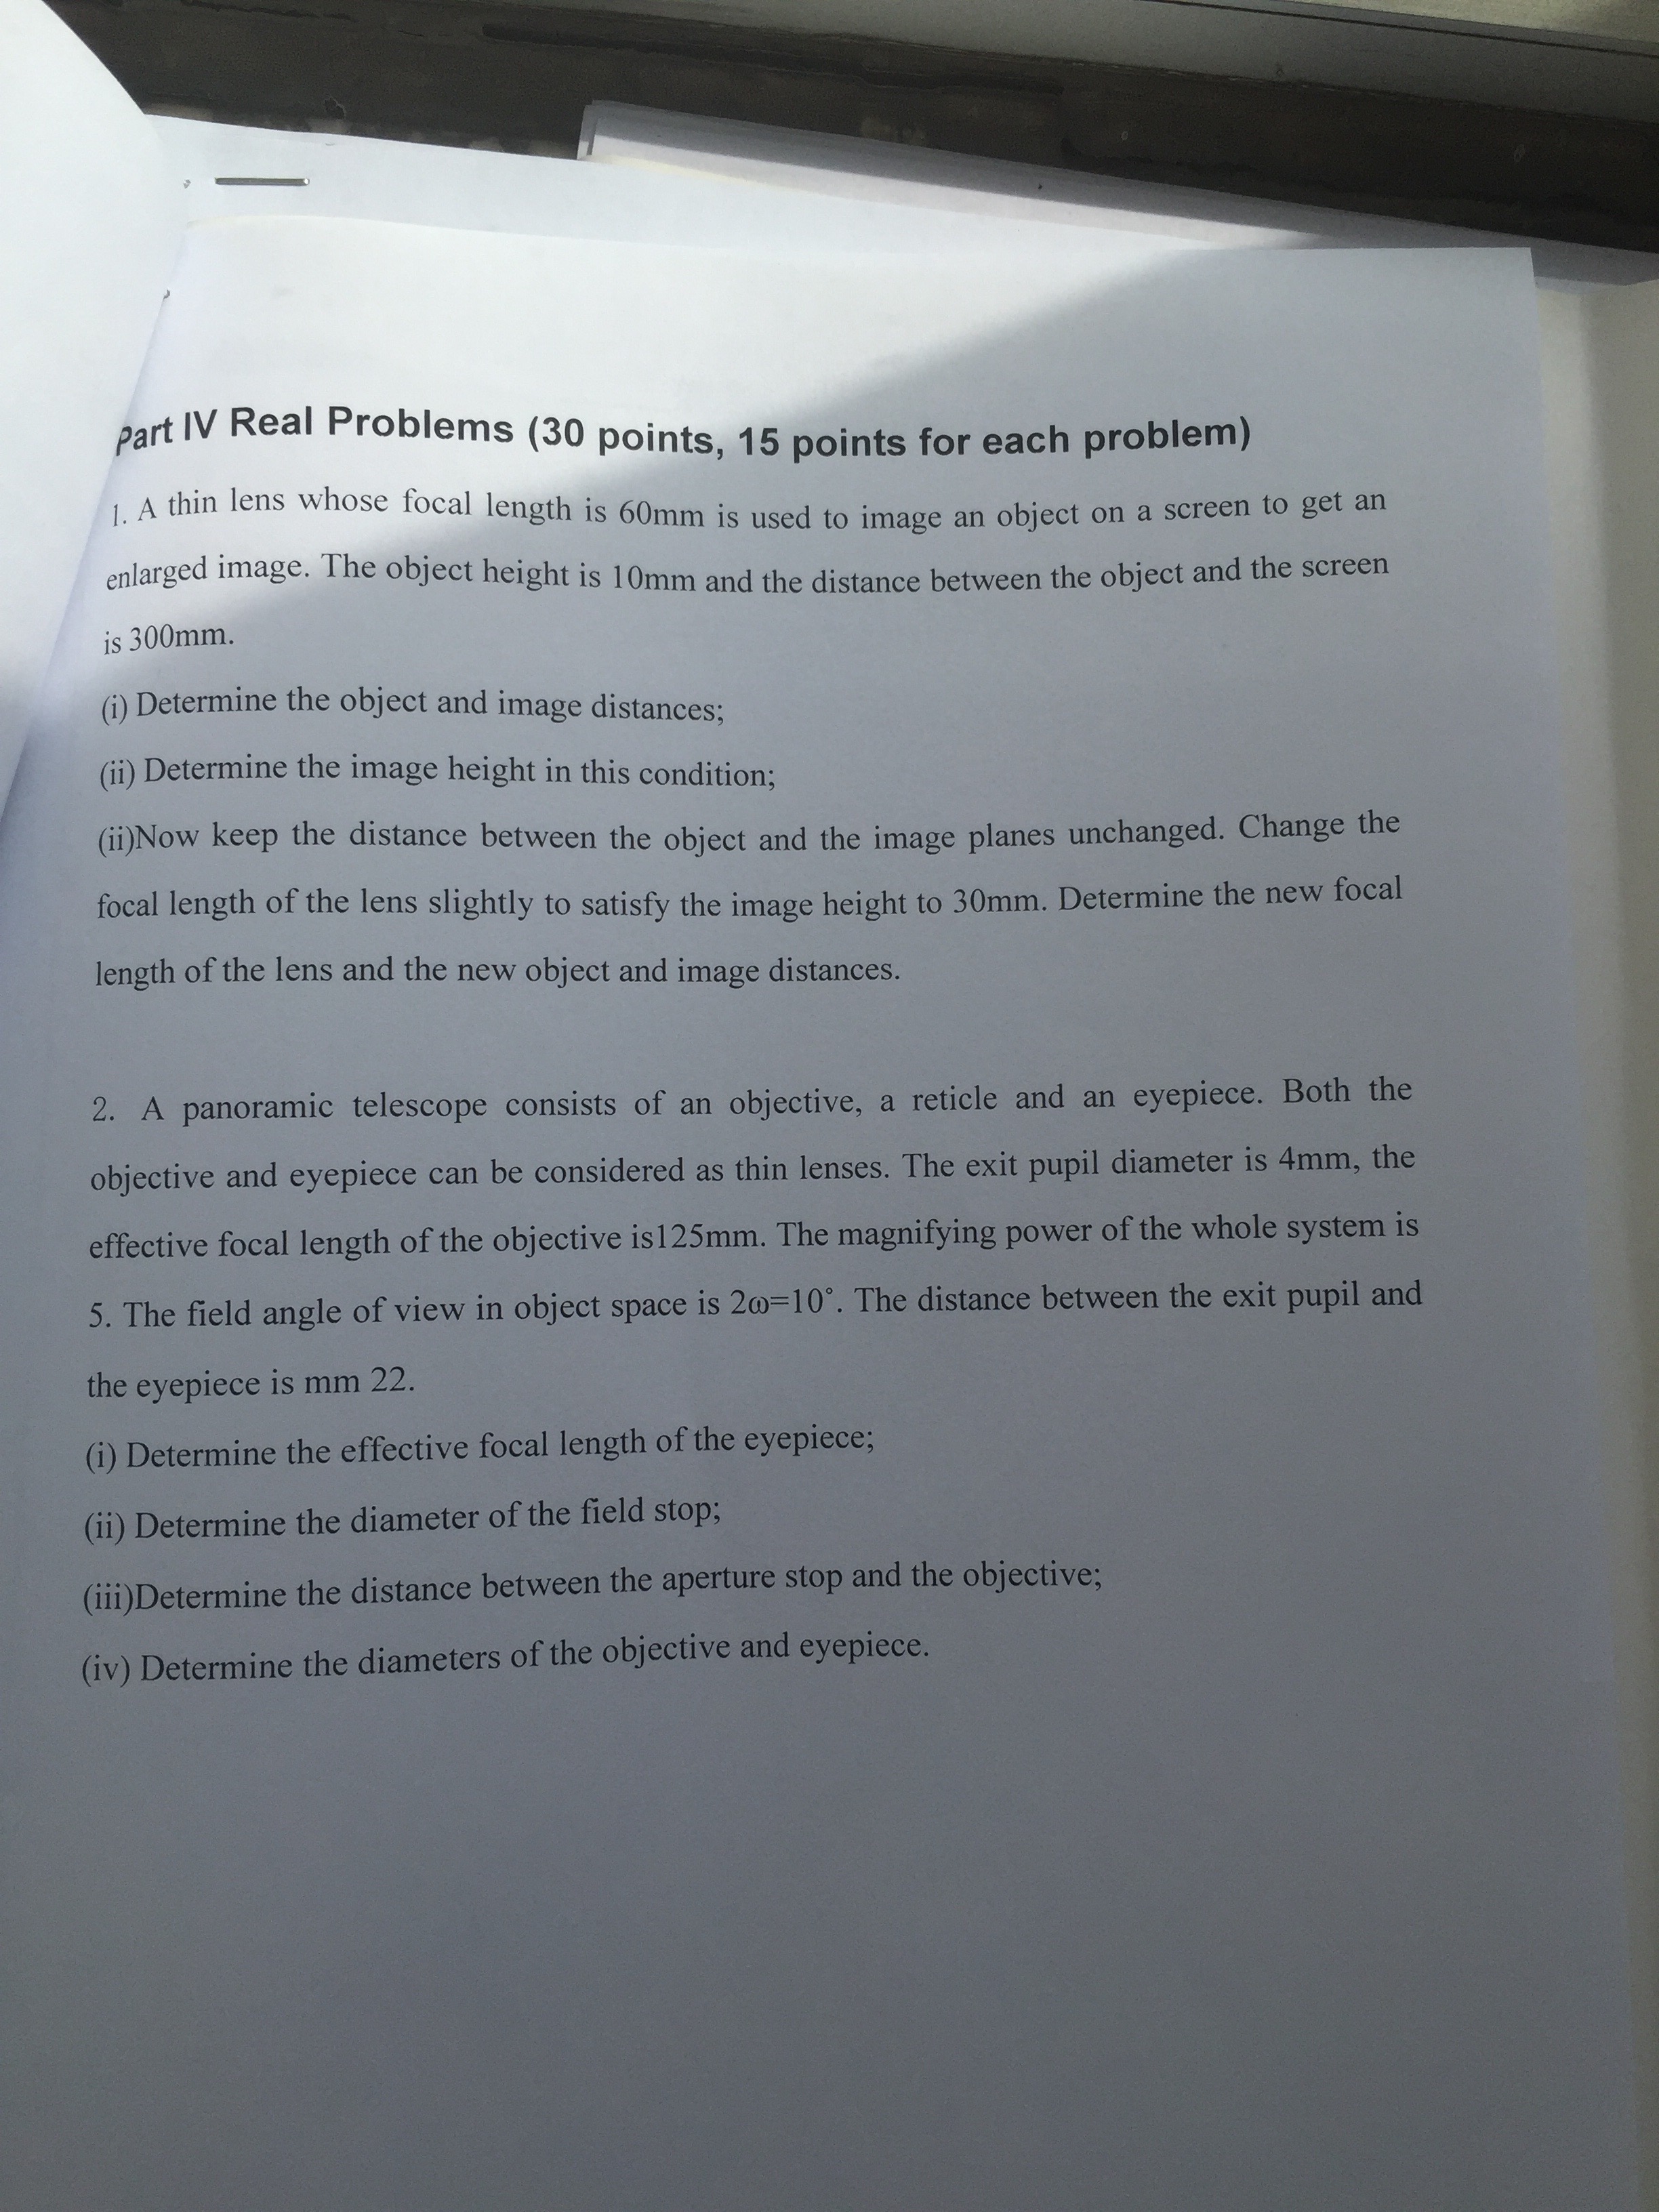 Part IV Real Problems (30 points, 15 points for each problem)
1. A thin lens whose focal length is 60mm is used to image an object on a screen to get an
enlarged image. The object height is 10mm and the distance between the object and the screen
is 300mm.
(i) Determine the object and image distances;
(ii) Determine the image height in this condition;
(ii)Now keep the distance between the object and the image planes unchanged. Change the
focal length of the lens slightly to satisfy the image height to 30mm. Determine the new focal
length of the lens and the new object and image distances.
2. A panoramic telescope consists of an objective, a reticle and an eyepiece. Both the
objective and eyepiece can be considered as thin lenses. The exit pupil diameter is 4mm, the
effective focal length of the objective is125mm. The magnifying power of the whole system is
5. The field angle of view in object space is 2ω=10°. The distance between the exit pupil and
the eyepiece is mm 22.
(i) Determine the effective focal length of the eyepiece;
(ii) Determine the diameter of the field stop;
(iii)Determine the distance between the aperture stop and the objective;
(iv) Determine the diameters of the objective and eyepiece.